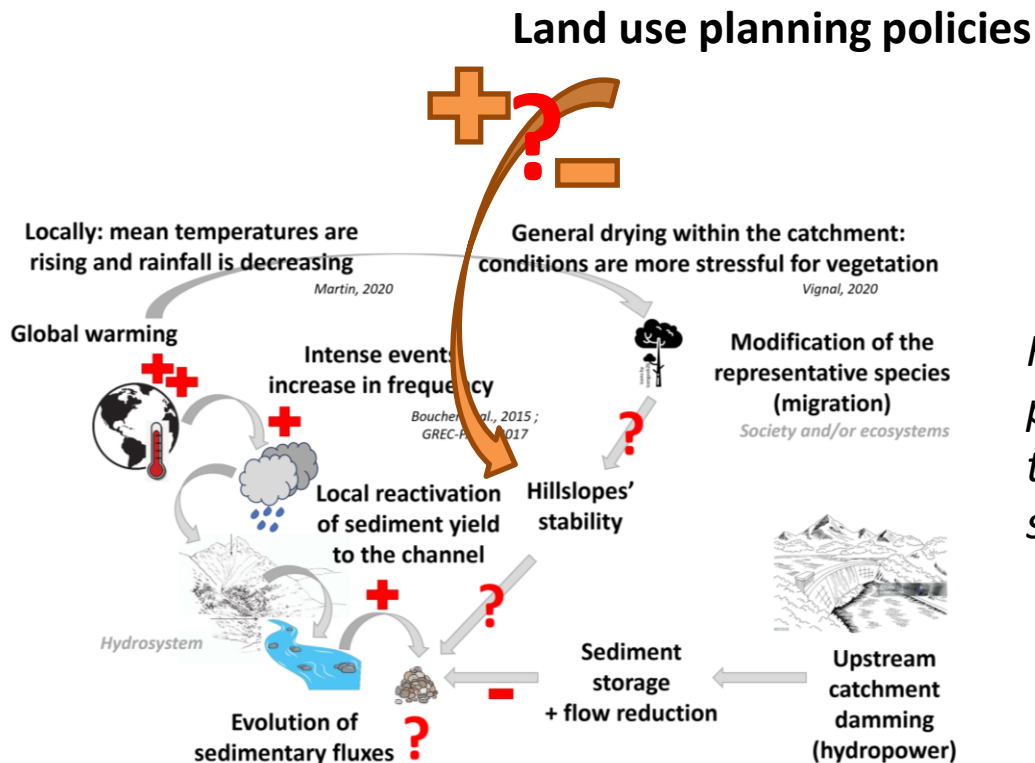 Land use planning policies
?
Locally: mean temperatures are
rising and rainfall is decreasing
Martin, 2020
General drying within the catchment:
conditions are more stressful for vegetation
Vignal, 2020
Global warming
Intense events
increase in frequency
al., 2015 ;
2017
Modification of the
representative species
(migration)
Society and/or ecosystems
?
Local reactivation
of sediment yield
to the channel
Hillslopes'
stability
?
Hydrosystem
Sediment
storage
+ flow reduction
Upstream
catchment
damming
(hydropower)
Evolution of
sedimentary fluxes
?